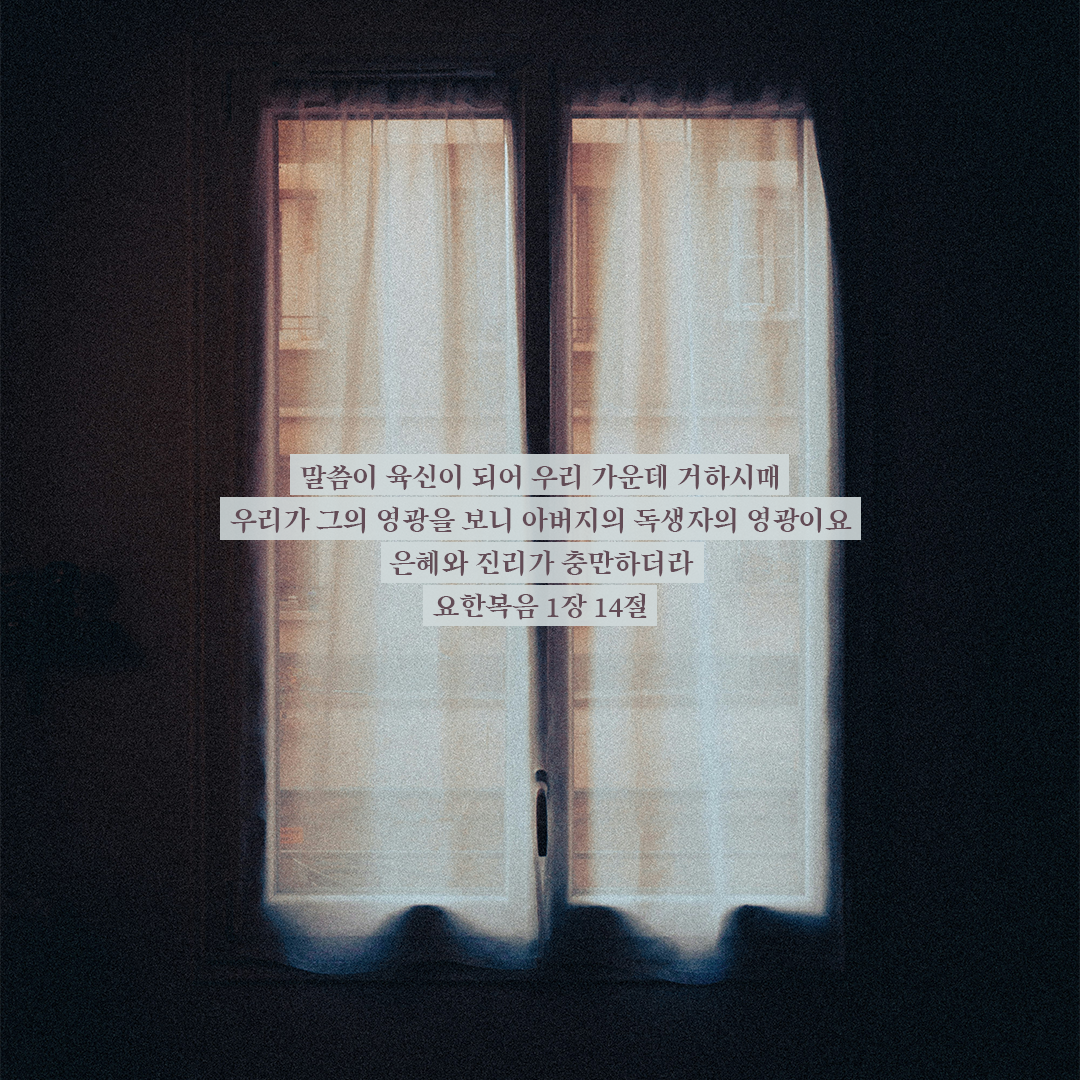 말씀이 육신이 되어 우리 가운데 거하시매
우리가 그의 영광을 보니 아버지의 독생자의 영광이요
은혜와 진리가 충만하더라
요한복음 1장 14절